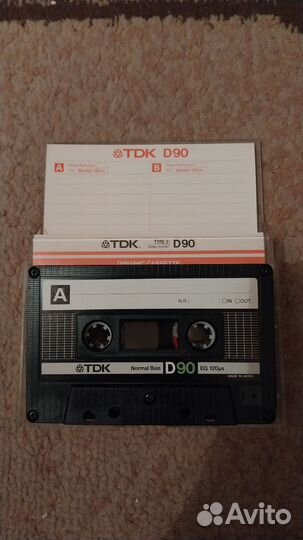 TDK D90
A
B
TDK TYPE I D90
DYNAMIC CASSETTE
A
NR IN OUT
TDK Normal Bias D90 EQ 120µs
MADE IN JAPAN
Avito